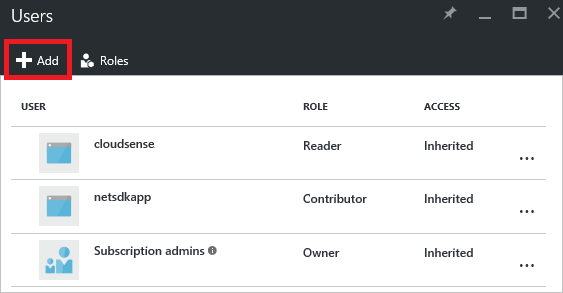 Users
Add Roles
USER ROLE ACCESS
cloudsense Reader Inherited
netsdkapp Contributor Inherited
Subscription admins Owner Inherited